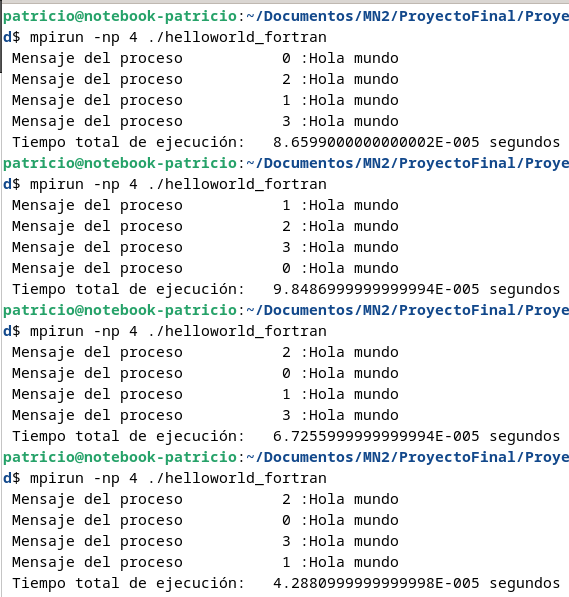 patricio@notebook-patricio:~/Documentos/MN2/ProyectoFinal/Proye
d$ mpirun -np 4 ./helloworld_fortran
Mensaje del proceso           0 :Hola mundo
Mensaje del proceso           2 :Hola mundo
Mensaje del proceso           1 :Hola mundo
Mensaje del proceso           3 :Hola mundo
Tiempo total de ejecución:   8.6599000000000002E-005 segundos
patricio@notebook-patricio:~/Documentos/MN2/ProyectoFinal/Proye
d$ mpirun -np 4 ./helloworld_fortran
Mensaje del proceso           1 :Hola mundo
Mensaje del proceso           2 :Hola mundo
Mensaje del proceso           3 :Hola mundo
Mensaje del proceso           0 :Hola mundo
Tiempo total de ejecución:   9.8486999999999994E-005 segundos
patricio@notebook-patricio:~/Documentos/MN2/ProyectoFinal/Proye
d$ mpirun -np 4 ./helloworld_fortran
Mensaje del proceso           2 :Hola mundo
Mensaje del proceso           0 :Hola mundo
Mensaje del proceso           1 :Hola mundo
Mensaje del proceso           3 :Hola mundo
Tiempo total de ejecución:   6.7255999999999994E-005 segundos
patricio@notebook-patricio:~/Documentos/MN2/ProyectoFinal/Proye
d$ mpirun -np 4 ./helloworld_fortran
Mensaje del proceso           2 :Hola mundo
Mensaje del proceso           0 :Hola mundo
Mensaje del proceso           3 :Hola mundo
Mensaje del proceso           1 :Hola mundo
Tiempo total de ejecución:   4.2880999999999998E-005 segundos